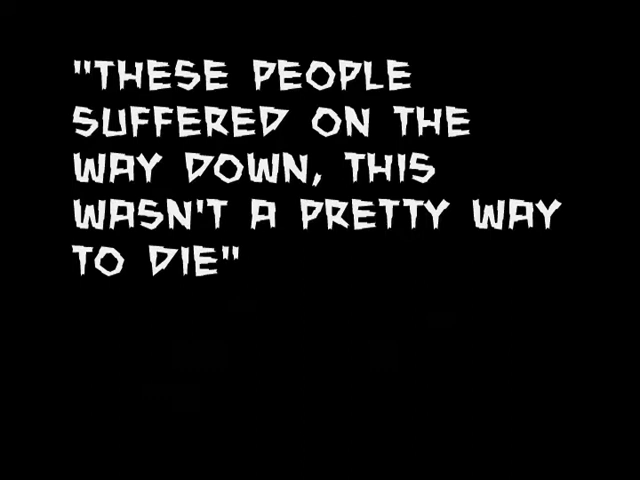 "THESE PEOPLE
SUFFERED ON THE
WAY DOWN, THIS
WASN'T A PRETTY WAY
TO DIE"